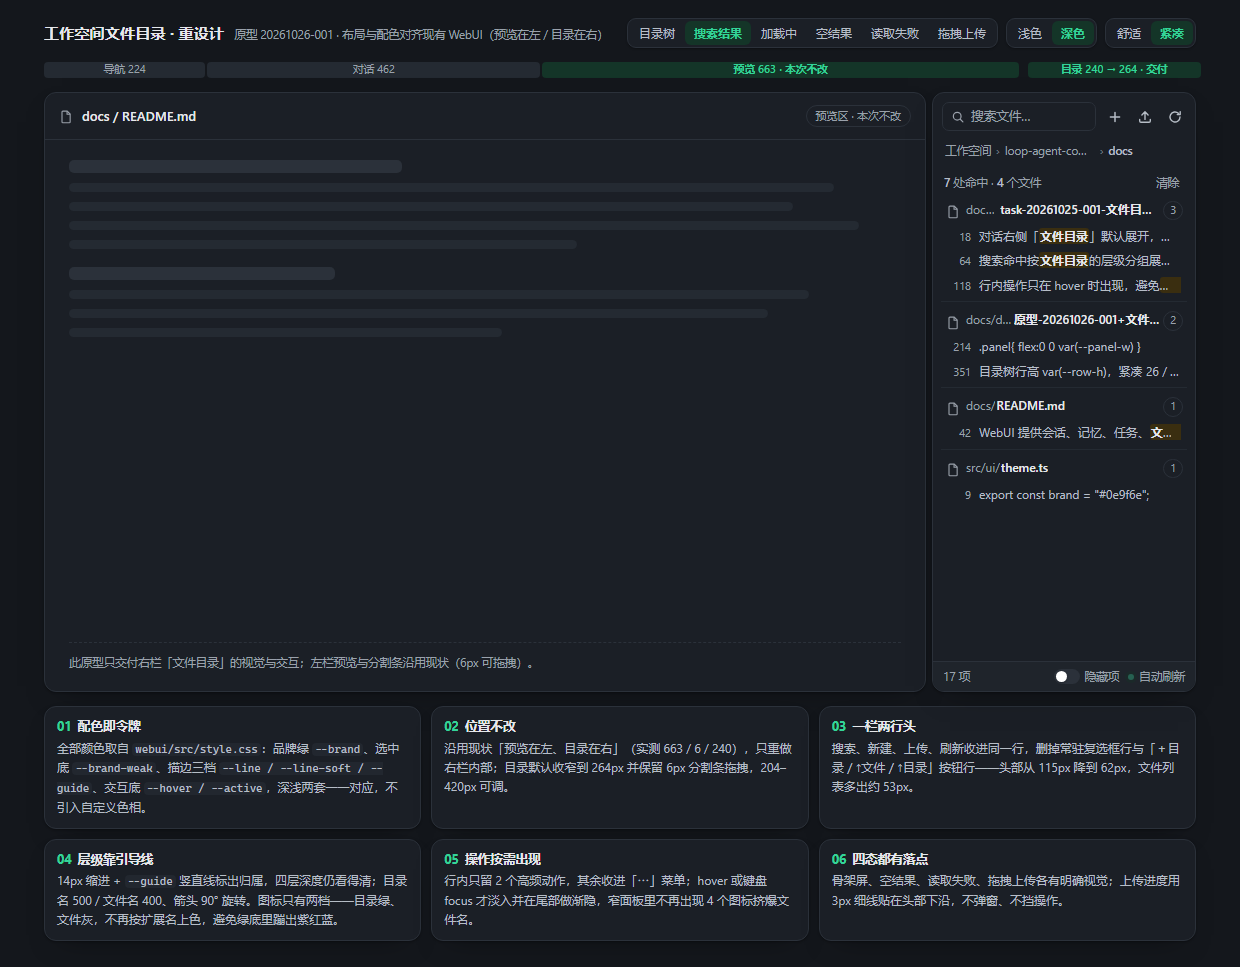 工作空间文件目录 · 重设计
原型 20261026-001 · 布局与配色对齐现有 WebUI（预览在左 / 目录在右）
目录树 搜索结果 加载中 空结果 读取失败 拖拽上传
浅色 深色
舒适 紧凑
导航 224
对话 462
预览 663 · 本次不改
目录 240 → 264 · 交付
docs / README.md
预览区 · 本次不改
此原型只交付右栏「文件目录」的视觉与交互；左栏预览与分割条沿用现状（6px 可拖拽）。
搜索文件...
工作空间 › loop-agent-co... › docs
7 处命中 · 4 个文件 清除
doc... task-20261025-001-文件目... 3
18 对话右侧「文件目录」默认展开，...
64 搜索命中按文件目录的层级分组展...
118 行内操作只在 hover 时出现，避免...
docs/d... 原型-20261026-001+文件... 2
214 .panel{ flex:0 0 var(--panel-w) }
351 目录树行高 var(--row-h)，紧凑 26 / ...
docs/README.md 1
42 WebUI 提供会话、记忆、任务、文...
src/ui/theme.ts 1
9 export const brand = "#0e9f6e";
17 项 隐藏项 自动刷新
01 配色即令牌
全部颜色取自 webui/src/style.css：品牌绿 --brand、选中
底 --brand-weak、描边三档 --line / --line-soft / --
guide、交互底 --hover / --active，深浅两套一一对应，不
引入自定义色相。
02 位置不改
沿用现状「预览在左、目录在右」（实测 663 / 6 / 240），只重做
右栏内部；目录默认收窄到 264px 并保留 6px 分割条拖拽，204–
420px 可调。
03 一栏两行头
搜索、新建、上传、刷新收进同一行，删掉常驻复选框行与「+目
录 / ↑文件 / ↑目录」按钮行——头部从 115px 降到 62px，文件列
表多出约 53px。
04 层级靠引导线
14px 缩进 + --guide 竖直线标出归属，四层深度仍看得清；目录
名 500 / 文件名 400、箭头 90° 旋转。图标只有两档——目录绿、
文件灰，不再按扩展名上色，避免绿底里蹦出紫红蓝。
05 操作按需出现
行内只留 2 个高频动作，其余收进「···」菜单；hover 或键盘
focus 才淡入并在尾部做渐隐，窄面板里不再出现 4 个图标挤爆文
件名。
06 四态都有落点
骨架屏、空结果、读取失败、拖拽上传各有明确视觉；上传进度用
3px 细线贴在头部下沿，不弹窗、不挡操作。